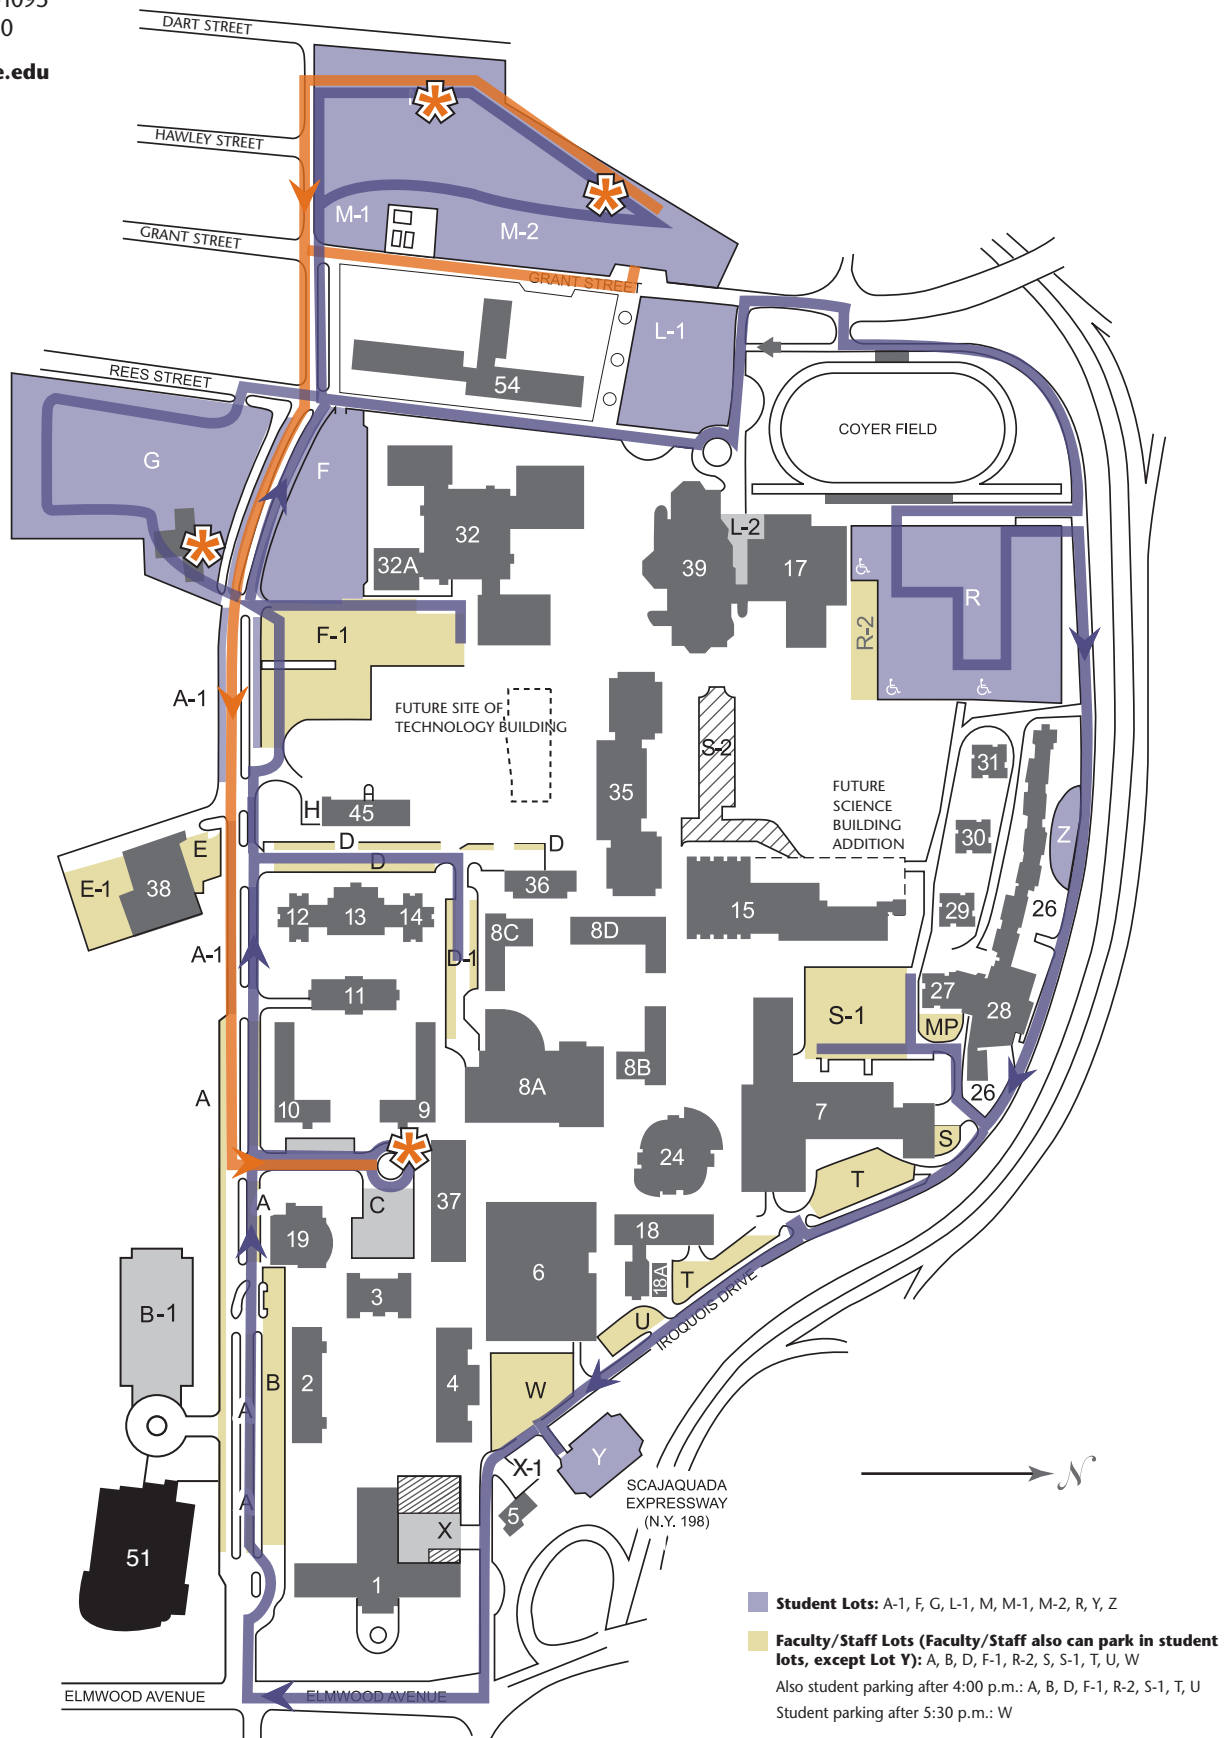 1095
0
e.edu
DART STREET
HAWLEY STREET
M-1
M-2
GRANT STREET
GRANT STREET
L-1
REES STREET
54
COYER FIELD
G
F
32
L-2
32A
39
17
R
R-2
F-1
A-1
FUTURE SITE OF
TECHNOLOGY BUILDING
S-2
31
35
FUTURE
SCIENCE
BUILDING
ADDITION
H
45
30
Z
D
D
D
E
E-1
38
36
12
13
14
15
29
26
8C
8D
A-1
D-1
11
27
28
S-1
MP
8B
8A
A
10
9
7
26
S
24
T
C
37
A
19
18
6
18A
T
3
IROQUOIS DRIVE
B-1
U
B
2
4
W
A
Y
X-1
N
SCAJAQUADA
EXPRESSWAY
(N.Y. 198)
A
5
X
51
1
Student Lots: A-1, F, G, L-1, M, M-1, M-2, R, Y, Z
Faculty/Staff Lots (Faculty/Staff also can park in student
lots, except Lot Y): A, B, D, F-1, R-2, S, S-1, T, U, W
Also student parking after 4:00 p.m.: A, B, D, F-1, R-2, S-1, T, U
Student parking after 5:30 p.m.: W
ELMWOOD AVENUE
ELMWOOD AVENUE